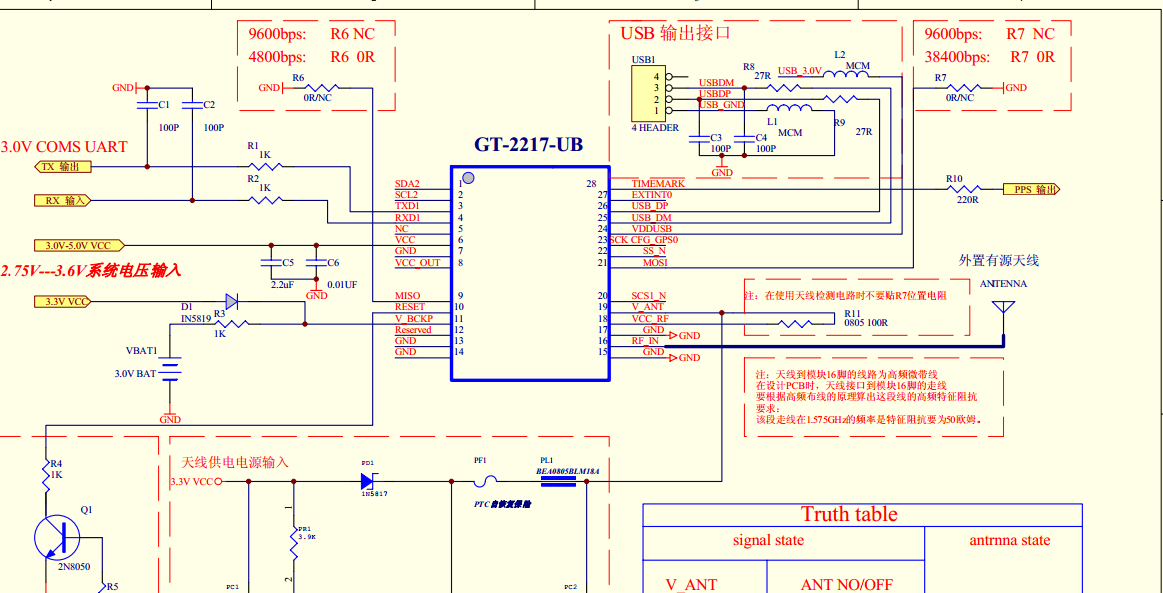 9600bps: R6 NC
4800bps: R6 0R
GND
R6
0R/NC
USB 输出接口
USB1
4
3
2
1
4 HEADER
USBDM
USBDP
USB_GND
R8
27R
USB_3.0V
L2
MCM
L1
MCM
R9
27R
C3
100P
C4
100P
GND
9600bps: R7 NC
38400bps: R7 0R
R7
0R/NC
GND
GND
C1
C2
100P
100P
3.0V COMS UART
TX 输出
RX 输入
R1
1K
R2
1K
3.0V-5.0V VCC
2.75V---3.6V系统电压输入
C5
2.2uF
C6
0.01UF
GND
3.3V VCC
D1
IN5819
R3
1K
VBAT1
3.0V BAT
GND
GT-2217-UB
SDA2 1
SCL2 2
TXD1 3
RXD1 4
NC 5
VCC 6
GND 7
VCC_OUT 8
MISO 9
RESET 10
V_BCKP 11
Reserved 12
GND 13
GND 14
28 TIMEMARK
27 EXTINT0
26 USB_DP
25 USB_DM
24 VDDUSB
23 SCK CFG_GPS0
22 SS_N
21 MOSI
20 SCS1_N
19 V_ANT
18 VCC_RF
17 GND
16 RF_IN
15 GND
GND
GND
R10
220R
PPS 输出
外置有源天线
ANTENNA
注：在使用天线检测电路时不要贴R7位置电阻
R11
0805 100R
注：天线到模块16脚的线路为高频微带线
在设计PCB时，天线接口到模块16脚的走线
要根据高频布线的原理算出这段线的高频特征阻抗
要求：
该段走线在1.575GHz的频率是特征阻抗要为50欧姆。
R4
1K
Q1
2N8050
R5
天线供电电源输入
3.3V VCC
PD1
1N5817
PF1
PTC自恢复保险
PL1
BEA0805BLM18A
1
PR1
3.9K
2
PC1
PC2
Truth table
signal state
antrnna state
V_ANT
ANT NO/OFF